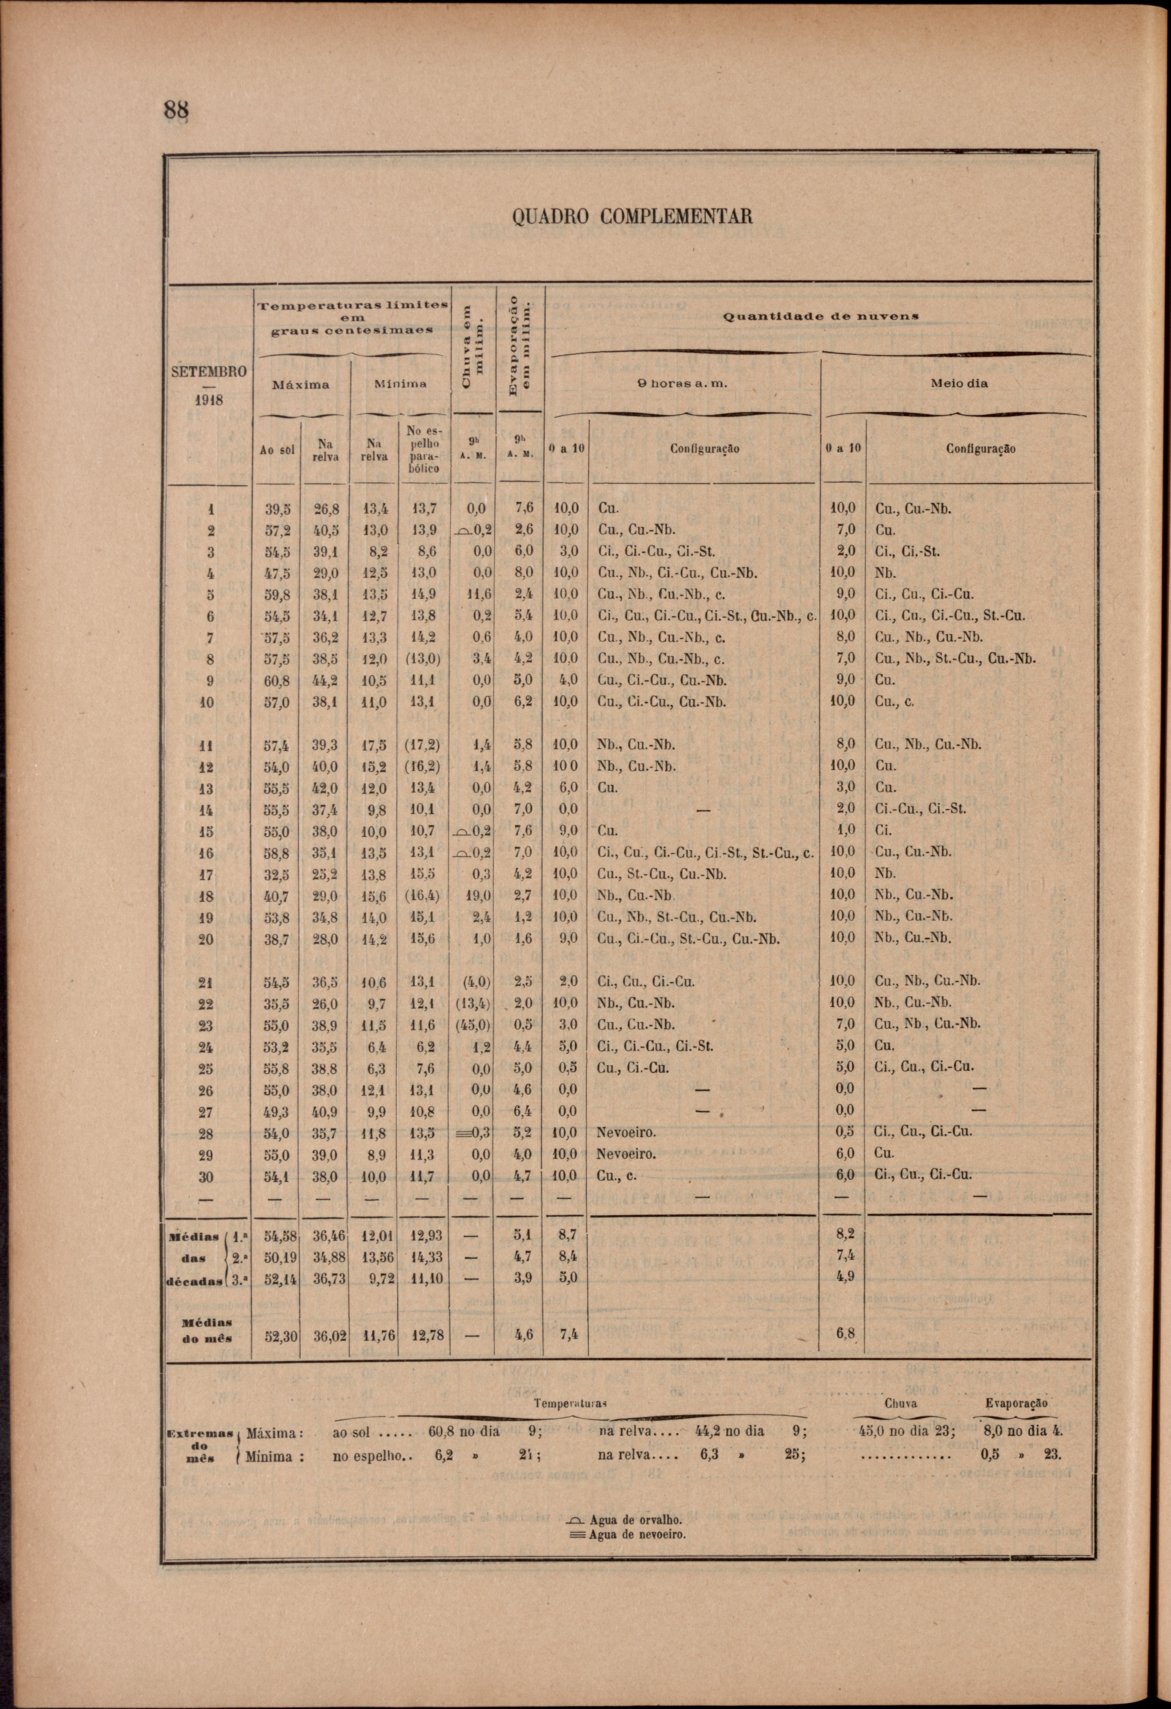 88
QUADRO COMPLEMENTAR
SETEMBRO
—
1918
Temperaturas limites
em
graus centesimaes
Chuva em
milim.
Evaporação
em milim.
Quantidade de nuvens
Máxima
Mínima
9 horas a. m.
Meio dia
Ao sol
Na
relva
Na
relva
No es-
pelho
para-
bólico
9h
A. M.
9h
A. M.
0 a 10
Configuração
0 a 10
Configuração
1 39,5 26,8 13,4 13,7 0,0 7,6 10,0 Cu. 10,0 Cu., Cu.-Nb.
2 57,2 40,5 13,0 13,9 ⌓0,2 2,6 10,0 Cu., Cu.-Nb. 7,0 Cu.
3 54,5 39,1 8,2 8,6 0,0 6,0 3,0 Ci., Ci.-Cu., Ci.-St. 2,0 Ci., Ci.-St.
4 47,5 29,0 12,5 13,0 0,0 8,0 10,0 Cu., Nb., Ci.-Cu., Cu.-Nb. 10,0 Nb.
5 59,8 38,1 13,5 14,9 11,6 2,4 10,0 Cu., Nb., Cu.-Nb., c. 9,0 Ci., Cu., Ci.-Cu.
6 54,5 34,1 12,7 13,8 0,2 5,4 10,0 Ci., Cu., Ci.-Cu., Ci.-St., Cu.-Nb., c. 10,0 Ci., Cu., Ci.-Cu., St.-Cu.
7 57,5 36,2 13,3 14,2 0,6 4,0 10,0 Cu., Nb., Cu.-Nb., c. 8,0 Cu., Nb., Cu.-Nb.
8 57,5 38,5 12,0 (13,0) 3,4 4,2 10,0 Cu., Nb., Cu.-Nb., c. 7,0 Cu., Nb., St.-Cu., Cu.-Nb.
9 60,8 44,2 10,5 11,1 0,0 5,0 4,0 Cu., Ci.-Cu., Cu.-Nb. 9,0 Cu.
10 57,0 38,1 11,0 13,1 0,0 6,2 10,0 Cu., Ci.-Cu., Cu.-Nb. 10,0 Cu., c.
11 57,4 39,3 17,5 (17,2) 1,4 5,8 10,0 Nb., Cu.-Nb. 8,0 Cu., Nb., Cu.-Nb.
12 54,0 40,0 15,2 (16,2) 1,4 5,8 10 0 Nb., Cu.-Nb. 10,0 Cu.
13 55,5 42,0 12,0 13,4 0,0 4,2 6,0 Cu. 3,0 Cu.
14 55,5 37,4 9,8 10,1 0,0 7,0 0,0 — 2,0 Ci.-Cu., Ci.-St.
15 55,0 38,0 10,0 10,7 ⌓0,2 7,6 9,0 Cu. 1,0 Ci.
16 58,8 35,1 13,5 13,1 ⌓0,2 7,0 10,0 Ci., Cu., Ci.-Cu., Ci.-St., St.-Cu., c. 10,0 Cu., Cu.-Nb.
17 32,5 25,2 13,8 15,5 0,3 4,2 10,0 Cu., St.-Cu., Cu.-Nb. 10,0 Nb.
18 40,7 29,0 15,6 (16,4) 19,0 2,7 10,0 Nb., Cu.-Nb 10,0 Nb., Cu.-Nb.
19 53,8 34,8 14,0 15,1 2,4 1,2 10,0 Cu., Nb., St.-Cu., Cu.-Nb. 10,0 Nb., Cu.-Nb.
20 38,7 28,0 14,2 15,6 1,0 1,6 9,0 Cu., Ci.-Cu., St.-Cu., Cu.-Nb. 10,0 Nb., Cu.-Nb.
21 54,5 36,5 10,6 13,1 (4,0) 2,5 2,0 Ci., Cu., Ci.-Cu. 10,0 Cu., Nb., Cu.-Nb.
22 35,5 26,0 9,7 12,1 (13,4) 2,0 10,0 Nb., Cu.-Nb. 10,0 Nb., Cu.-Nb.
23 55,0 38,9 11,5 11,6 (45,0) 0,5 3,0 Cu., Cu.-Nb. 7,0 Cu., Nb., Cu.-Nb.
24 53,2 35,5 6,4 6,2 1,2 4,4 5,0 Ci., Ci.-Cu., Ci.-St. 5,0 Cu.
25 55,8 38,8 6,3 7,6 0,0 5,0 0,5 Cu., Ci.-Cu. 5,0 Ci., Cu., Ci.-Cu.
26 55,0 38,0 12,1 13,1 0,0 4,6 0,0 — 0,0 —
27 49,3 40,9 9,9 10,8 0,0 6,4 0,0 — 0,0 —
28 54,0 35,7 11,8 13,5 ≡0,3 5,2 10,0 Nevoeiro. 0,5 Ci., Cu., Ci.-Cu.
29 55,0 39,0 8,9 11,3 0,0 4,0 10,0 Nevoeiro. 6,0 Cu.
30 54,1 38,0 10,0 11,7 0,0 4,7 10,0 Cu., c. 6,0 Ci., Cu., Ci.-Cu.
— — — — — — — — — — —
Médias 1.ª 54,58 36,46 12,01 12,93 — 5,1 8,7 8,2
das 2.ª 50,19 34,88 13,56 14,33 — 4,7 8,4 7,4
décadas 3.ª 52,14 36,73 9,72 11,10 — 3,9 5,0 4,9
Médias
do mês 52,30 36,02 11,76 12,78 — 4,6 7,4 6,8
Temperaturas Chuva Evaporação
Extremas
do
mês
Máxima: ao sol ..... 60,8 no dia 9; na relva.... 44,2 no dia 9; 45,0 no dia 23; 8,0 no dia 4.
Mínima : no espelho.. 6,2 » 24; na relva.... 6,3 » 25; ............. 0,5 » 23.
⌓ Agua de orvalho.
≡ Agua de nevoeiro.